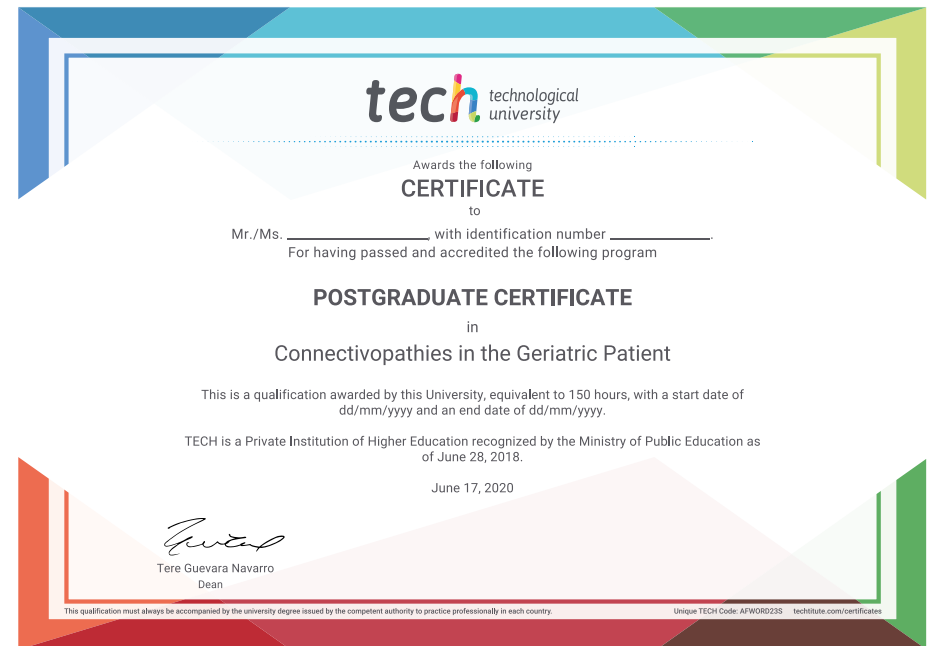 tech technological
university
Awards the following
CERTIFICATE
to
Mr./Ms. ____________________, with identification number ______________.
For having passed and accredited the following program
POSTGRADUATE CERTIFICATE
in
Connectivopathies in the Geriatric Patient
This is a qualification awarded by this University, equivalent to 150 hours, with a start date of
dd/mm/yyyy and an end date of dd/mm/yyyy.
TECH is a Private Institution of Higher Education recognized by the Ministry of Public Education as
of June 28, 2018.
June 17, 2020
Tere Guevara Navarro
Dean
This qualification must always be accompanied by the university degree issued by the competent authority to practice professionally in each country. Unique TECH Code: AFWORD23S techtitute.com/certificates